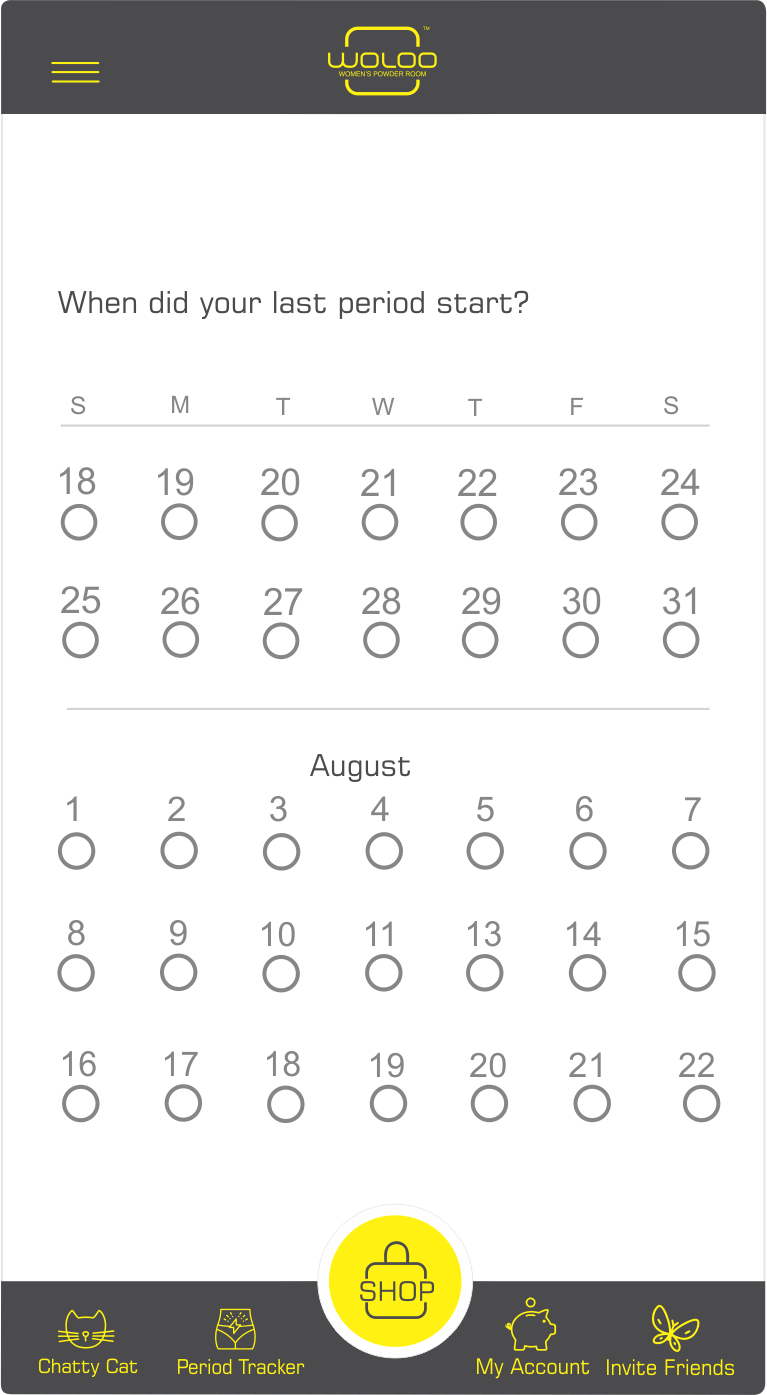 WOLOO™
WOMEN'S POWDER ROOM
When did your last period start?
S M T W T F S
18 19 20 21 22 23 24
25 26 27 28 29 30 31
August
1 2 3 4 5 6 7
8 9 10 11 13 14 15
16 17 18 19 20 21 22
SHOP
Chatty Cat Period Tracker My Account Invite Friends